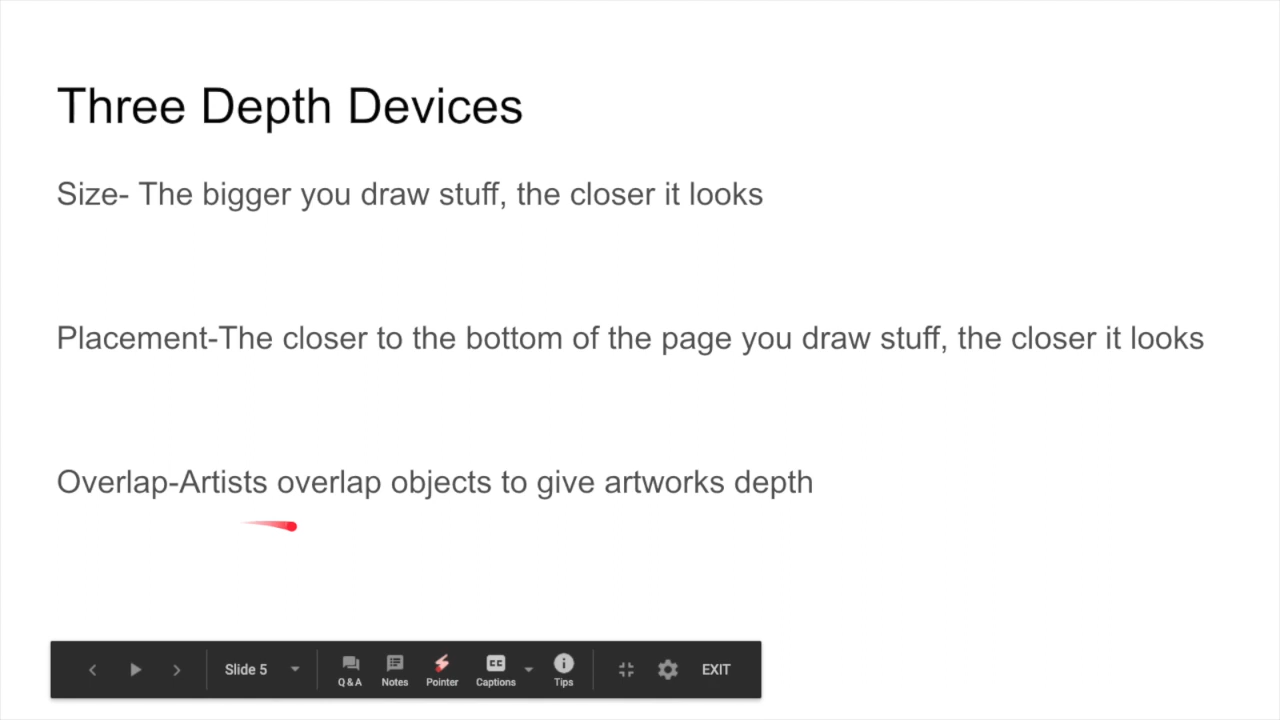 Three Depth Devices
Size- The bigger you draw stuff, the closer it looks
Placement-The closer to the bottom of the page you draw stuff, the closer it looks
Overlap-Artists overlap objects to give artworks depth
Slide 5
Q & A
Notes
Pointer
CC
Captions
Tips
EXIT